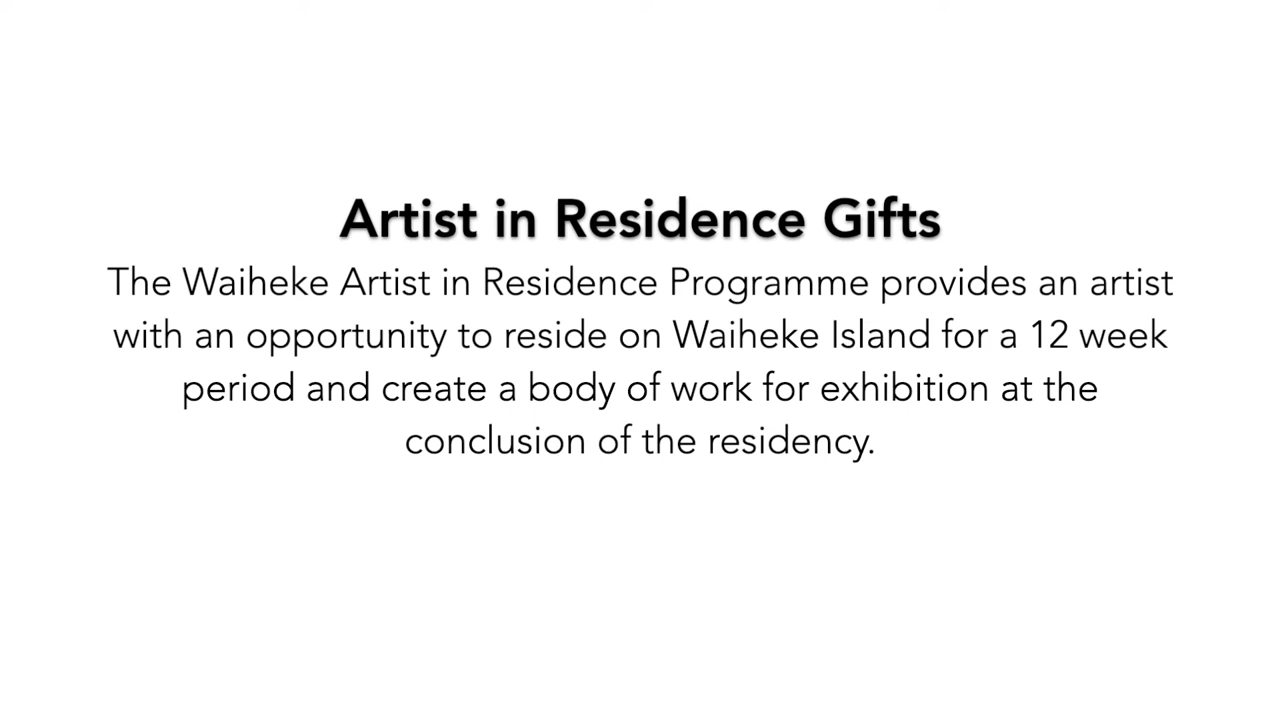 Artist in Residence Gifts
The Waiheke Artist in Residence Programme provides an artist
with an opportunity to reside on Waiheke Island for a 12 week
period and create a body of work for exhibition at the
conclusion of the residency.